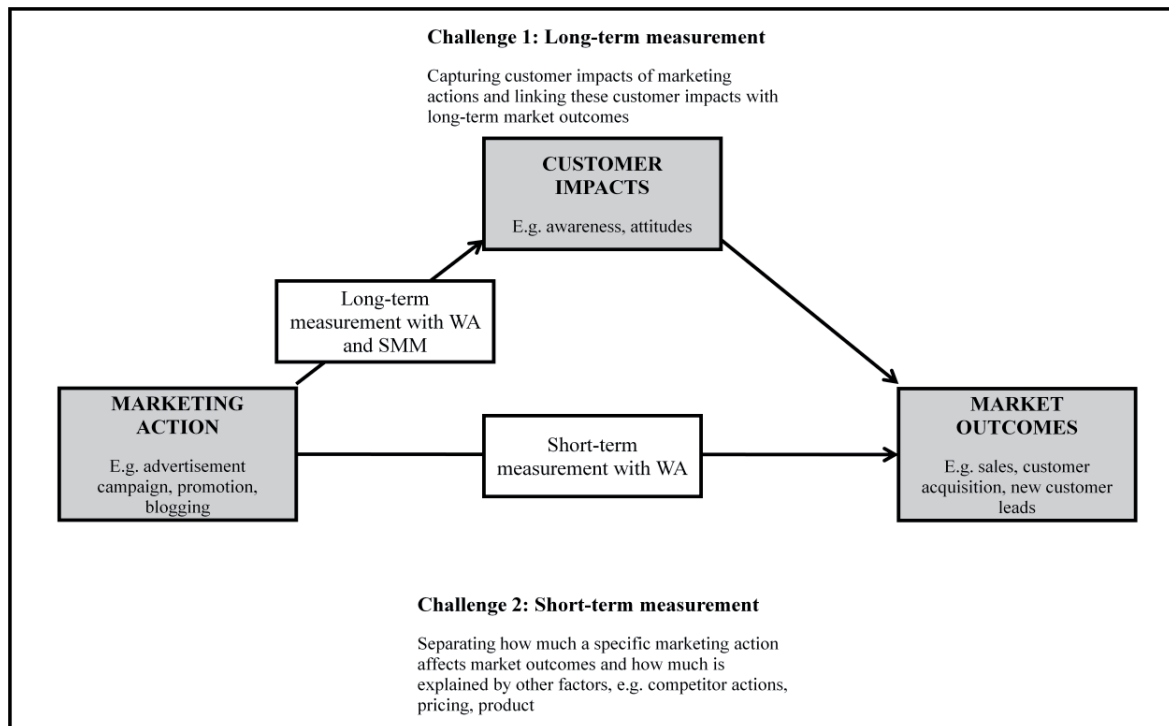 Challenge 1: Long-term measurement
Capturing customer impacts of marketing
actions and linking these customer impacts with
long-term market outcomes
CUSTOMER
IMPACTS
E.g. awareness, attitudes
Long-term
measurement with WA
and SMM
MARKETING
ACTION
E.g. advertisement
campaign, promotion,
blogging
Short-term
measurement with WA
MARKET
OUTCOMES
E.g. sales, customer
acquisition, new customer
leads
Challenge 2: Short-term measurement
Separating how much a specific marketing action
affects market outcomes and how much is
explained by other factors, e.g. competitor actions,
pricing, product